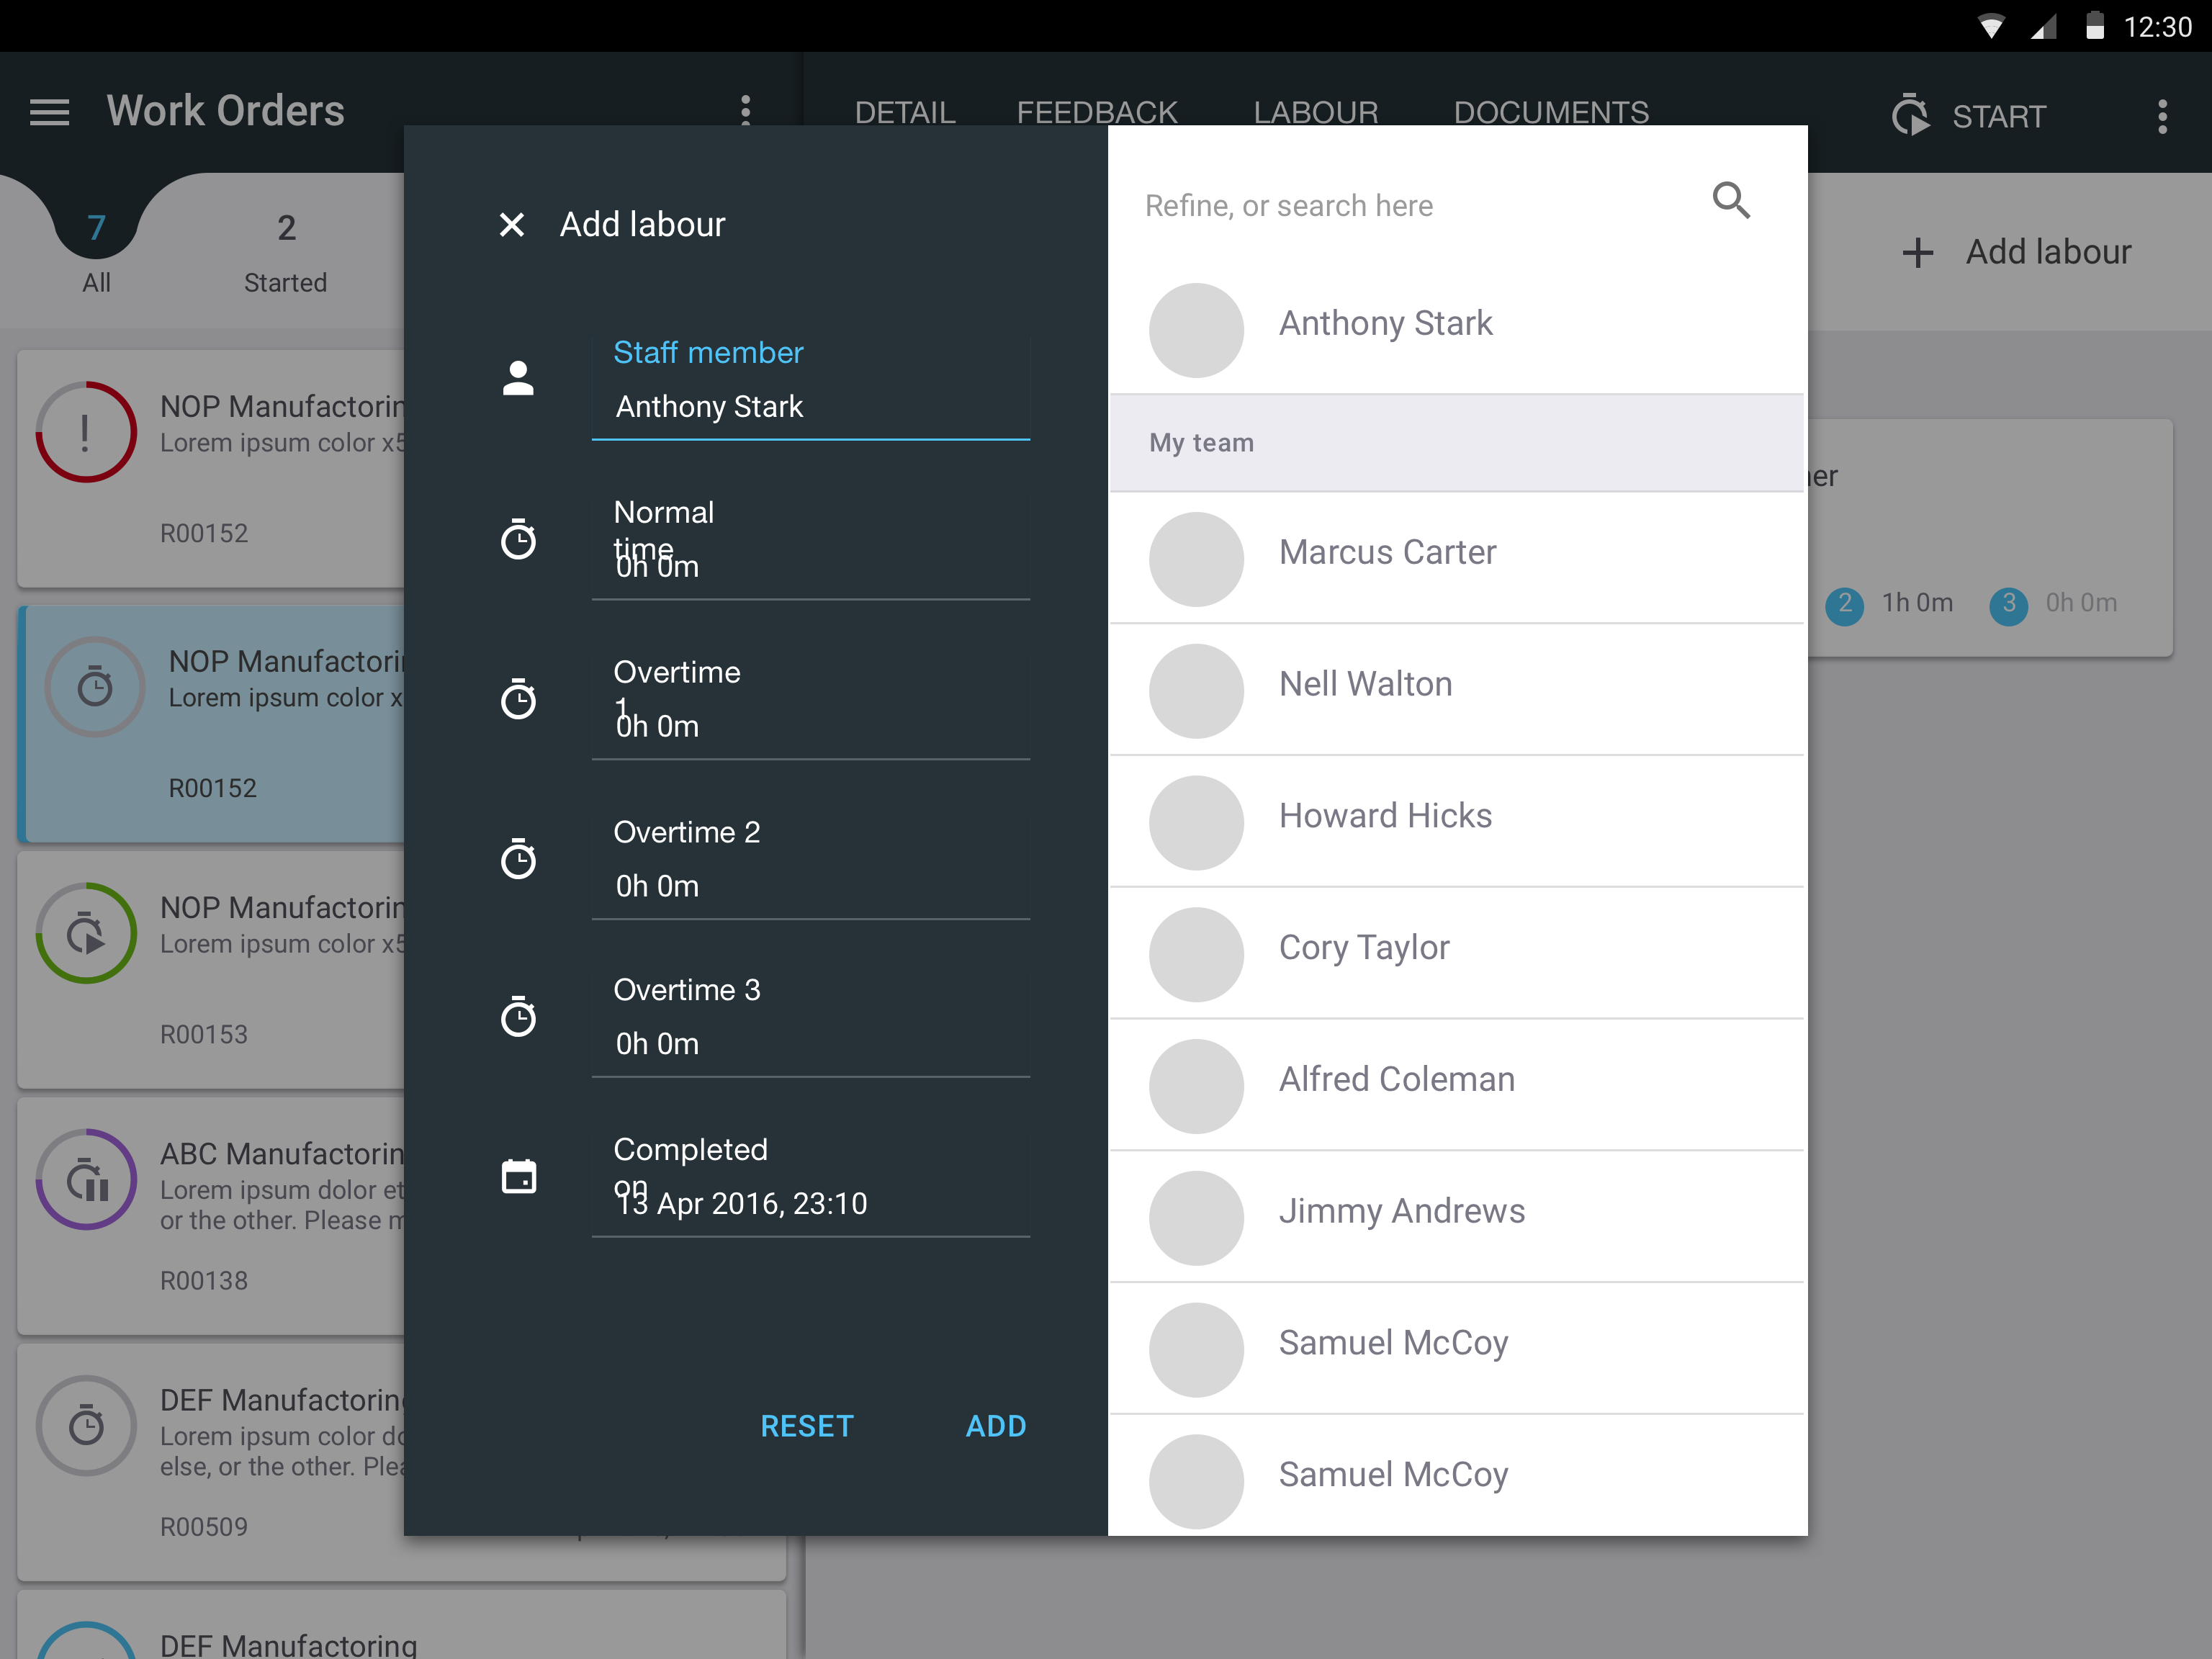 12:30
Work Orders
DETAIL
FEEDBACK
LABOUR
DOCUMENTS
START
7
All
2
Started
Add labour
NOP Manufactorin
Lorem ipsum color x5
R00152
NOP Manufactori
Lorem ipsum color x
R00152
NOP Manufactorin
Lorem ipsum color x5
R00153
ABC Manufactorin
Lorem ipsum dolor et
or the other. Please m
R00138
DEF Manufactoring
Lorem ipsum color do
else, or the other. Plea
R00509
DEF Manufactoring
Add labour
Staff member
Anthony Stark
Normal
time
0h 0m
Overtime
1
0h 0m
Overtime 2
0h 0m
Overtime 3
0h 0m
Completed
on
13 Apr 2016, 23:10
RESET
ADD
Refine, or search here
Anthony Stark
My team
Marcus Carter
Nell Walton
Howard Hicks
Cory Taylor
Alfred Coleman
Jimmy Andrews
Samuel McCoy
Samuel McCoy
er
2
1h 0m
3
0h 0m